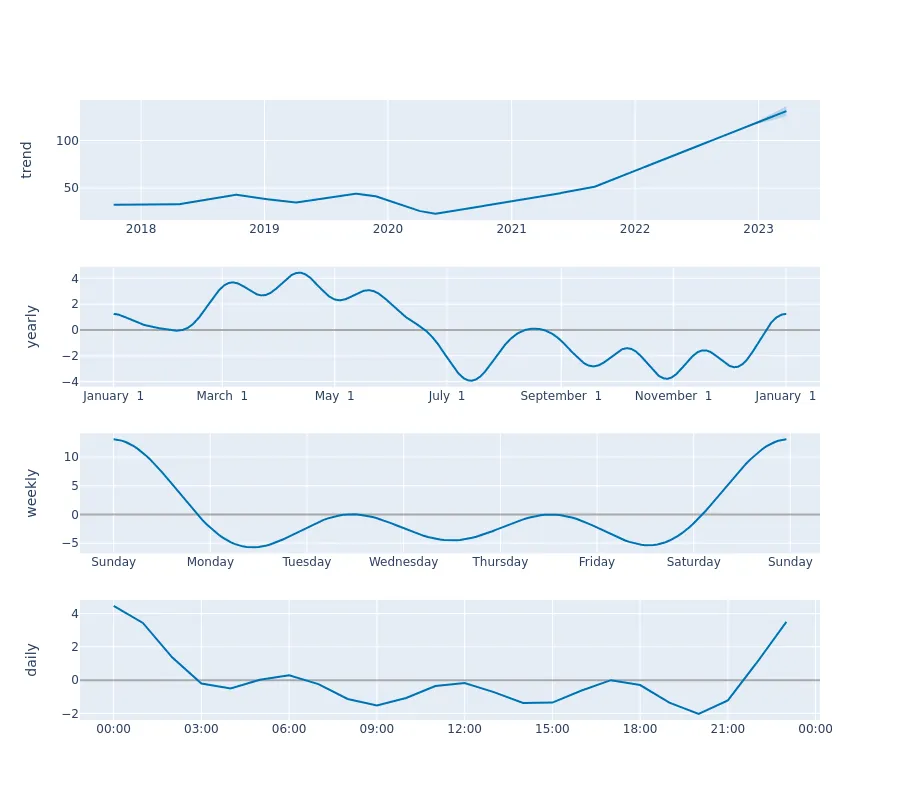 trend
100
50
2018 2019 2020 2021 2022 2023
yearly
4
2
0
−2
−4
January 1 March 1 May 1 July 1 September 1 November 1 January 1
weekly
10
5
0
−5
Sunday Monday Tuesday Wednesday Thursday Friday Saturday Sunday
daily
4
2
0
−2
00:00 03:00 06:00 09:00 12:00 15:00 18:00 21:00 00:00